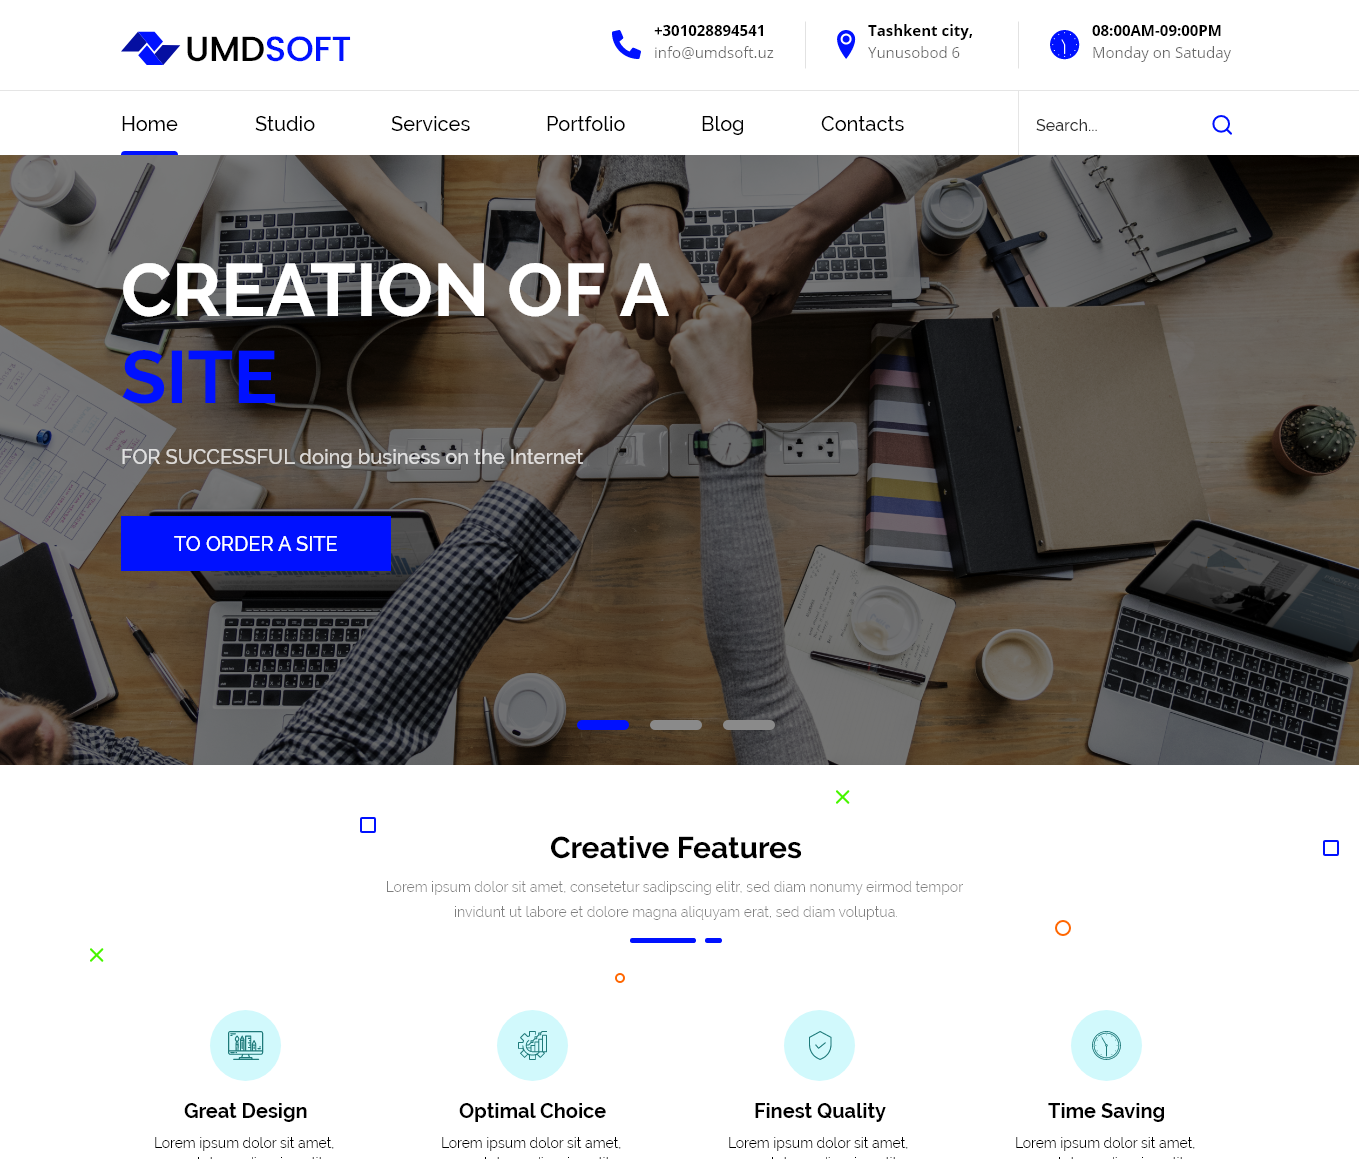 UMDSOFT
+301028894541
info@umdsoft.uz
Tashkent city,
Yunusobod 6
08:00AM-09:00PM
Monday on Satuday
Home Studio Services Portfolio Blog Contacts Search...
CREATION OF A
SITE
FOR SUCCESSFUL doing business on the Internet
TO ORDER A SITE
Creative Features
Lorem ipsum dolor sit amet, consetetur sadipscing elitr, sed diam nonumy eirmod tempor
invidunt ut labore et dolore magna aliquyam erat, sed diam voluptua.
Great Design
Lorem ipsum dolor sit amet,
Optimal Choice
Lorem ipsum dolor sit amet,
Finest Quality
Lorem ipsum dolor sit amet,
Time Saving
Lorem ipsum dolor sit amet,